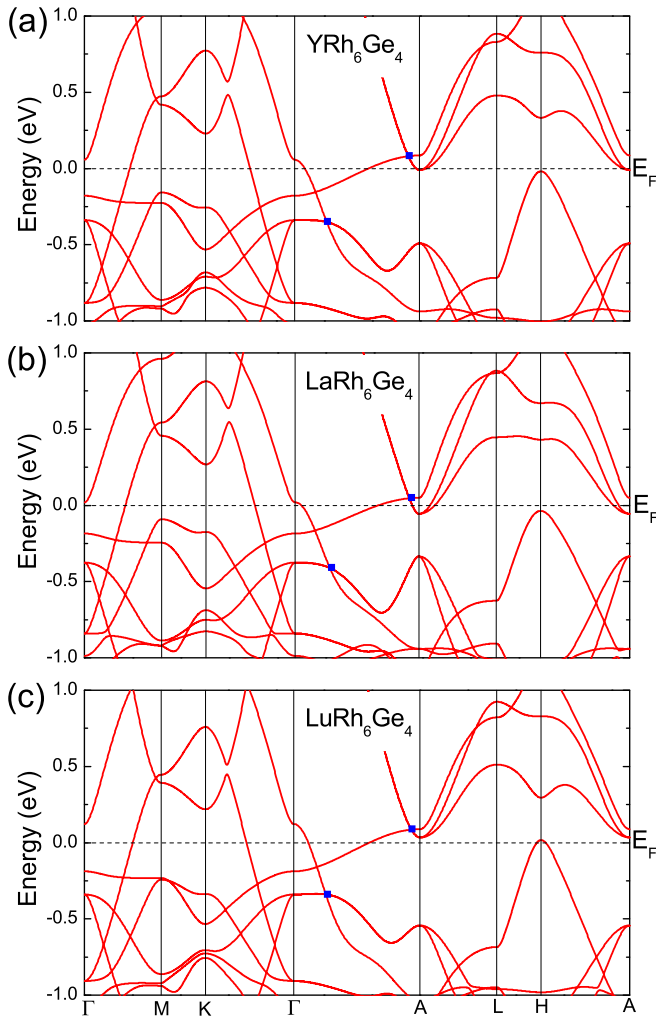 (a)
YRh6Ge4
1.0
0.5
0.0
-0.5
-1.0
Energy (eV)
EF
(b)
LaRh6Ge4
1.0
0.5
0.0
-0.5
-1.0
Energy (eV)
EF
(c)
LuRh6Ge4
1.0
0.5
0.0
-0.5
-1.0
Energy (eV)
EF
Γ M K Γ A L H A